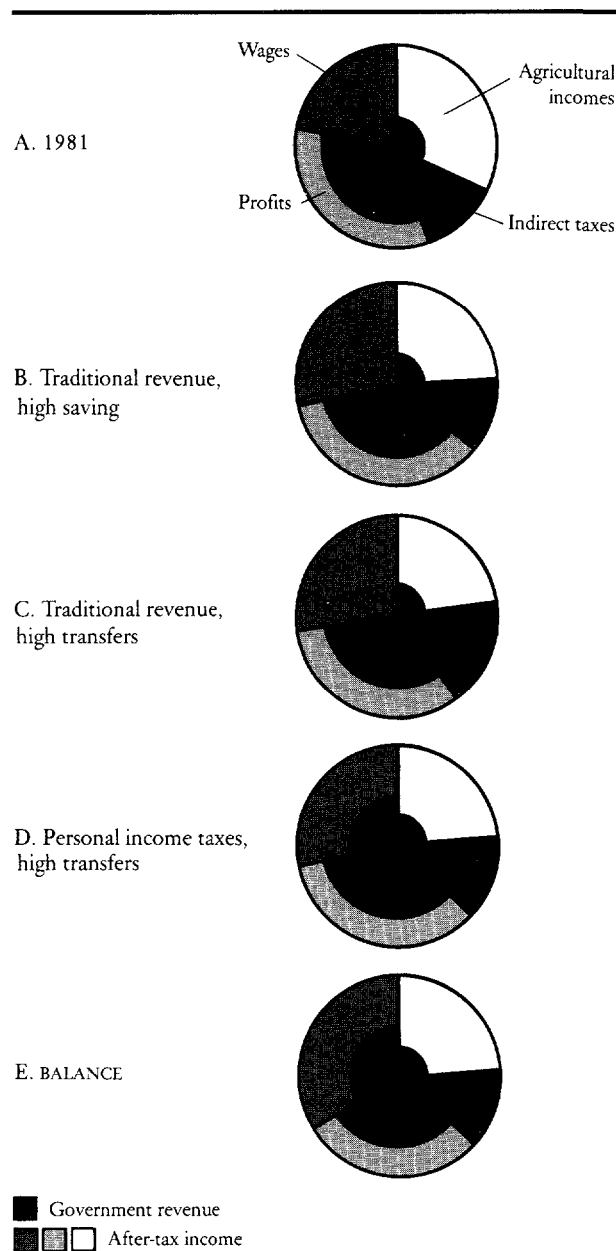 Wages
Agricultural
incomes
A. 1981
Profits
Indirect taxes
B. Traditional revenue,
high saving
C. Traditional revenue,
high transfers
D. Personal income taxes,
high transfers
E. BALANCE
Government revenue
After-tax income